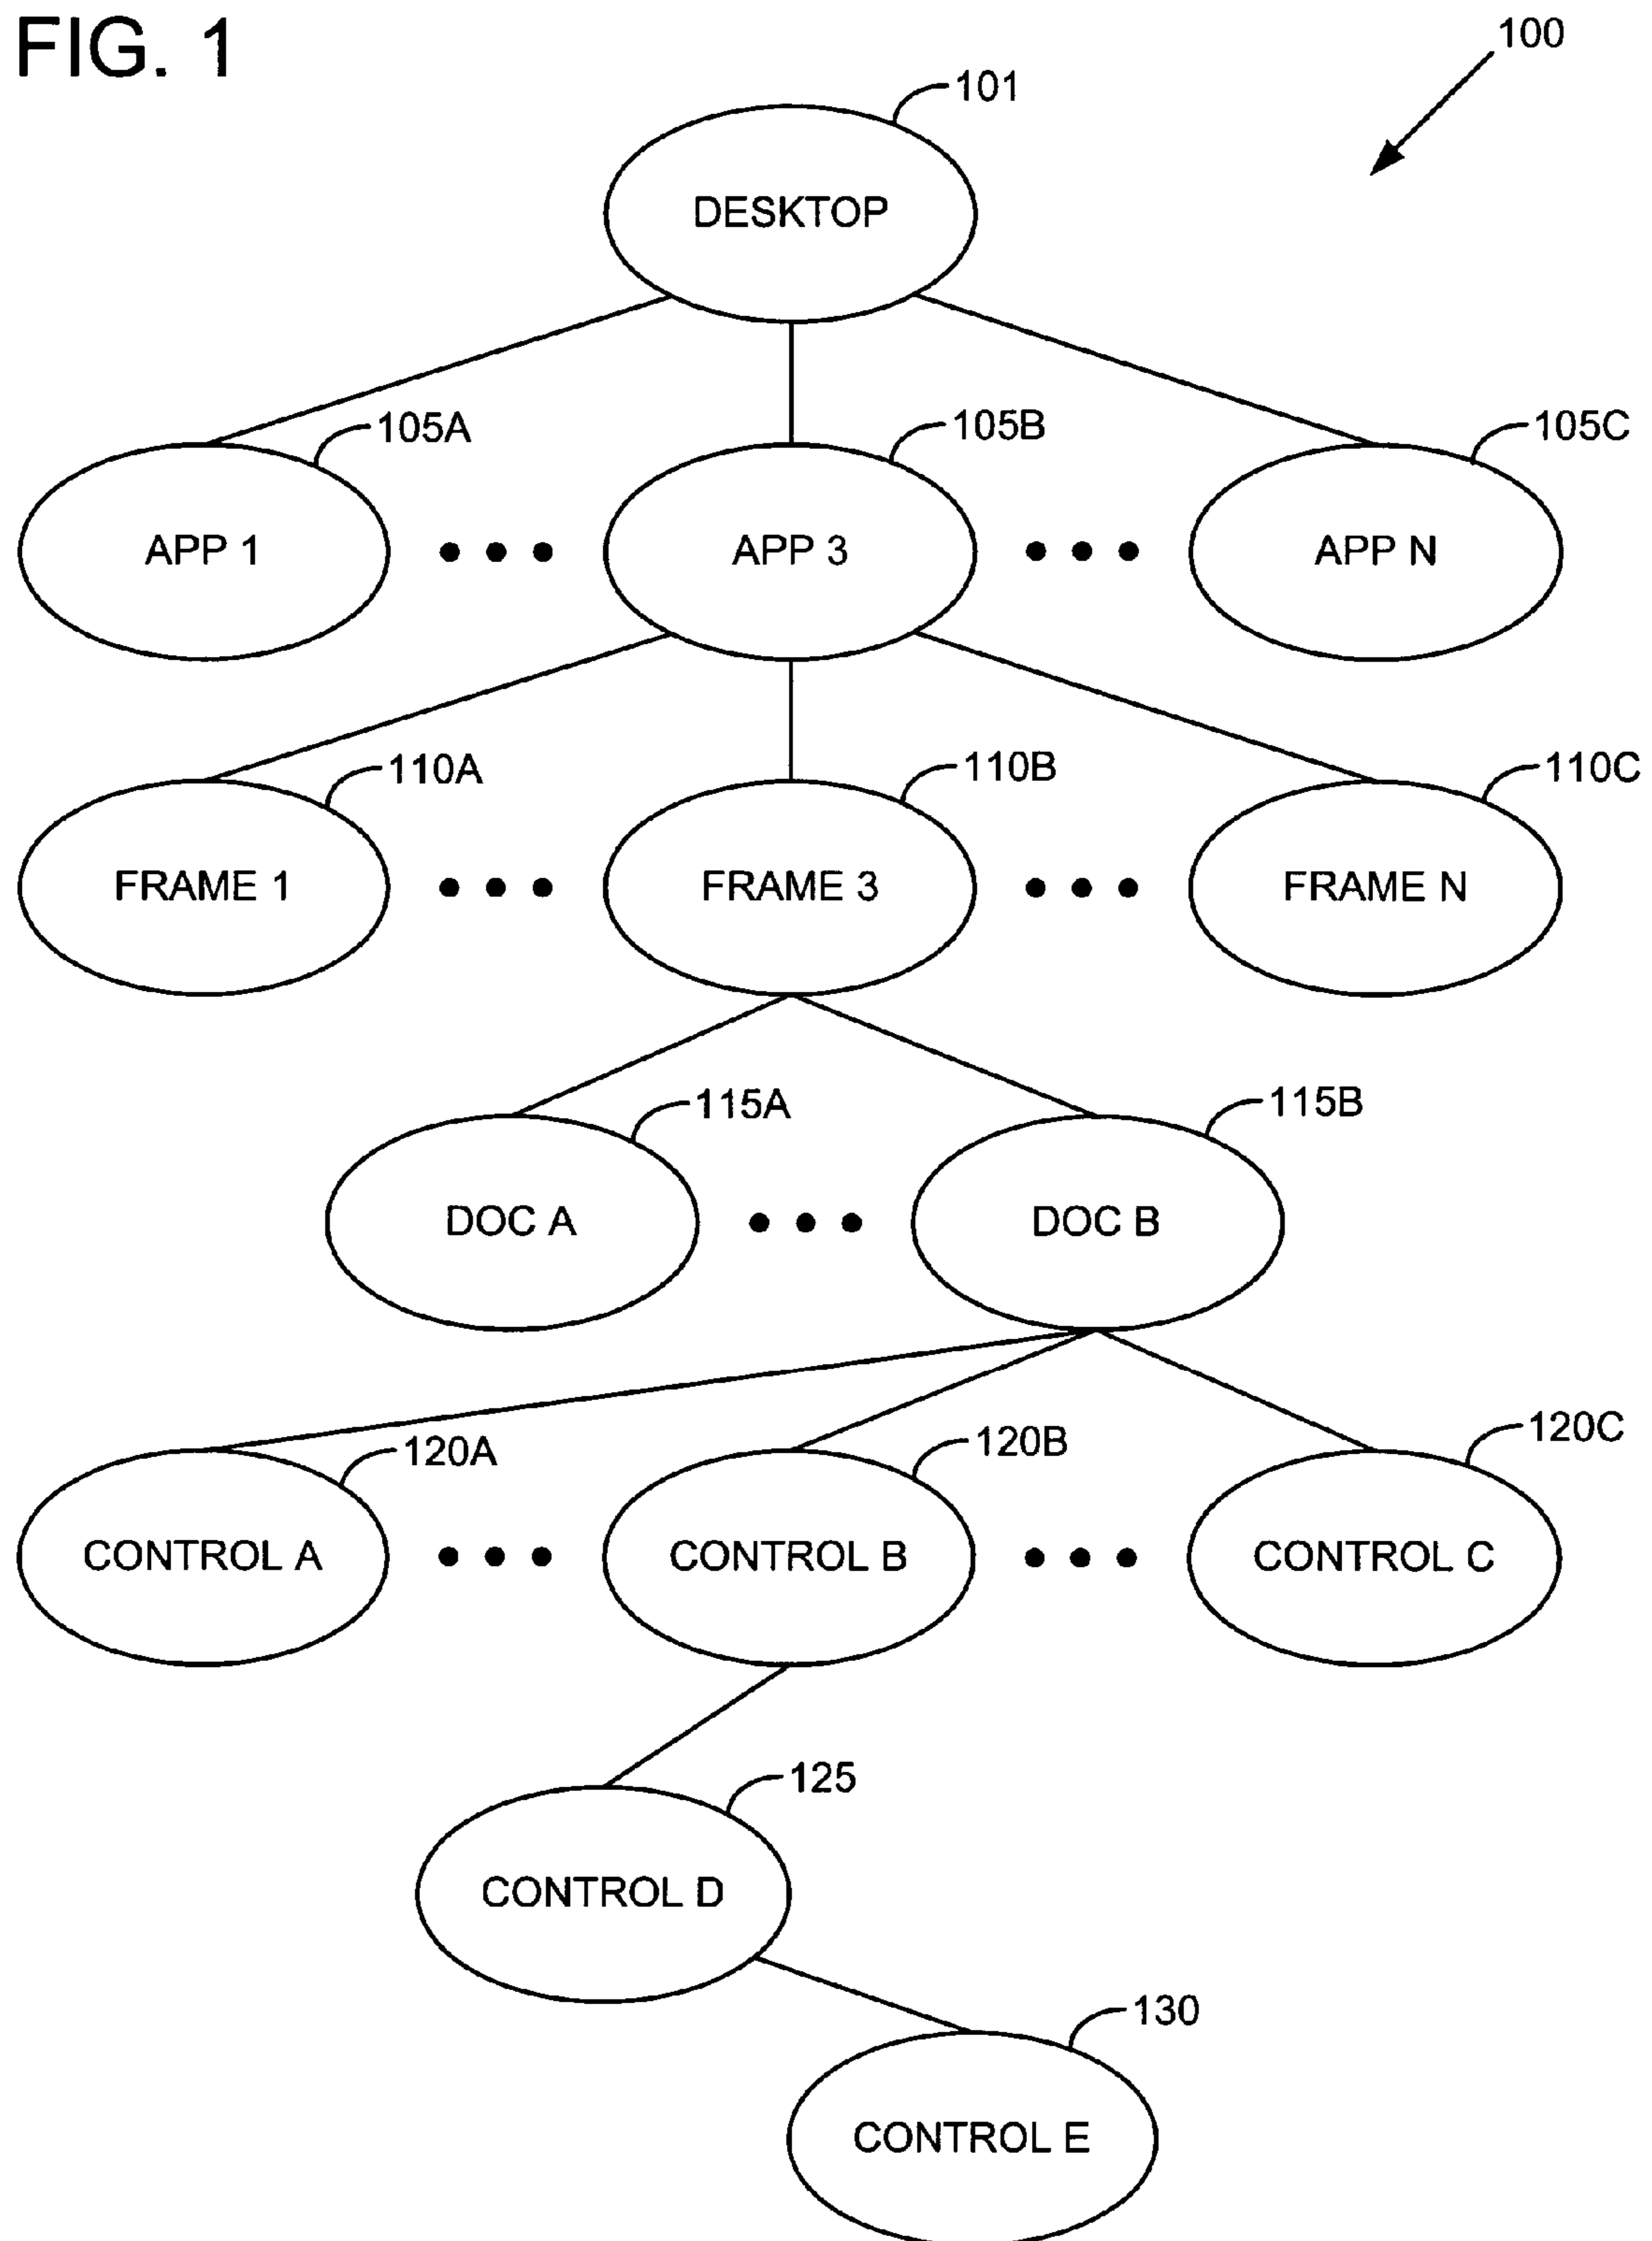 FIG. 1
100
101
DESKTOP
105A
105B
105C
APP 1
APP 3
APP N
110A
110B
110C
FRAME 1
FRAME 3
FRAME N
115A
115B
DOC A
DOC B
120A
120B
120C
CONTROL A
CONTROL B
CONTROL C
125
CONTROL D
130
CONTROL E